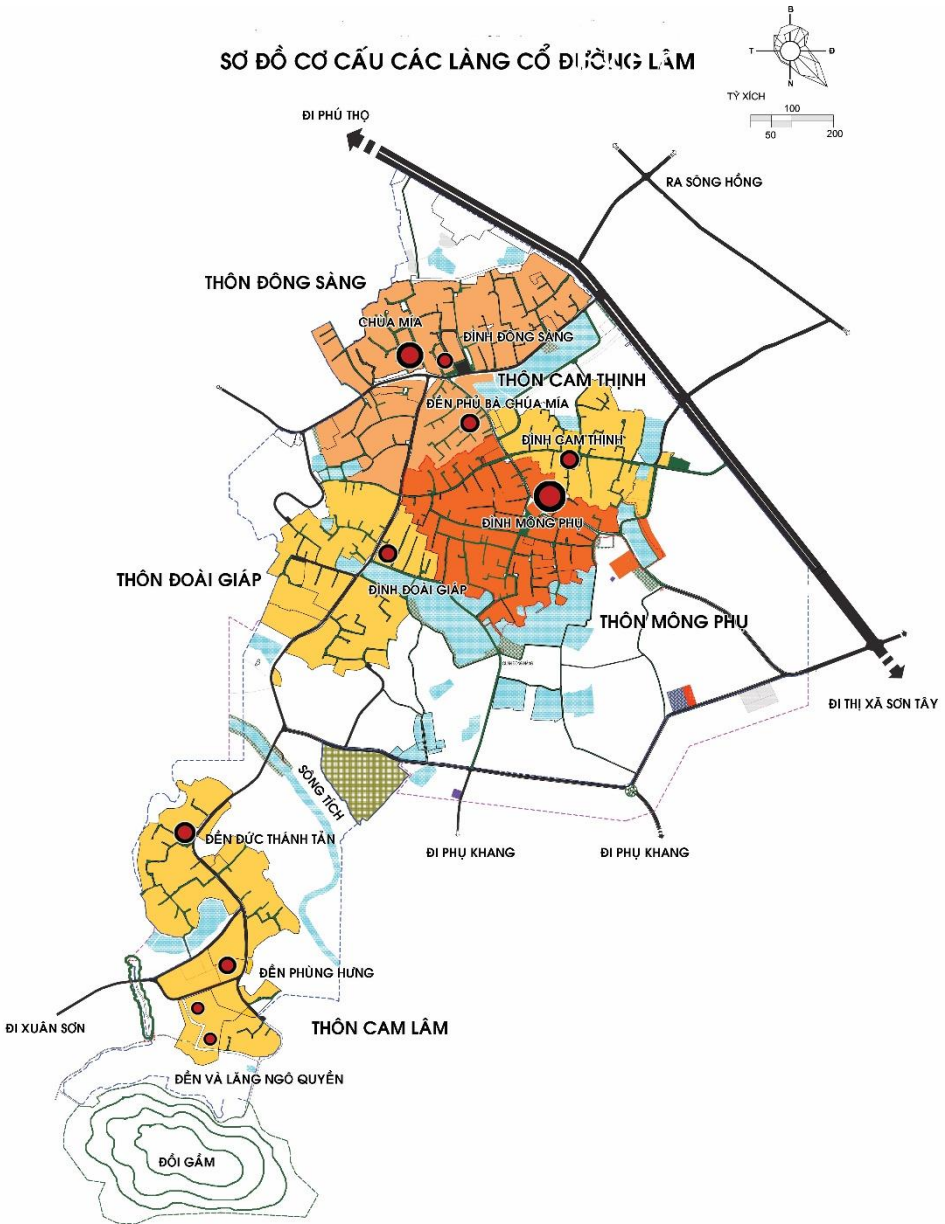 SƠ ĐỒ CƠ CẤU CÁC LÀNG CỔ ĐƯỜNG LÂM
B
T
Đ
N
TỶ XÍCH
100
50
200
ĐI PHÚ THỌ
RA SÔNG HỒNG
THÔN ĐÔNG SÀNG
CHÙA MÍA
ĐÌNH ĐÔNG SÀNG
THÔN CAM THỊNH
ĐỀN PHỦ BÀ CHÚA MÍA
ĐÌNH CAM THỊNH
ĐÌNH MÔNG PHỤ
THÔN ĐOÀI GIÁP
ĐÌNH ĐOÀI GIÁP
THÔN MÔNG PHỤ
ĐI THỊ XÃ SƠN TÂY
SÔNG TÍCH
ĐỀN ĐỨC THÁNH TẢN
ĐI PHỤ KHANG
ĐI PHỤ KHANG
ĐỀN PHÙNG HƯNG
ĐI XUÂN SƠN
THÔN CAM LÂM
ĐỀN VÀ LĂNG NGÔ QUYỀN
ĐỒI GẰM